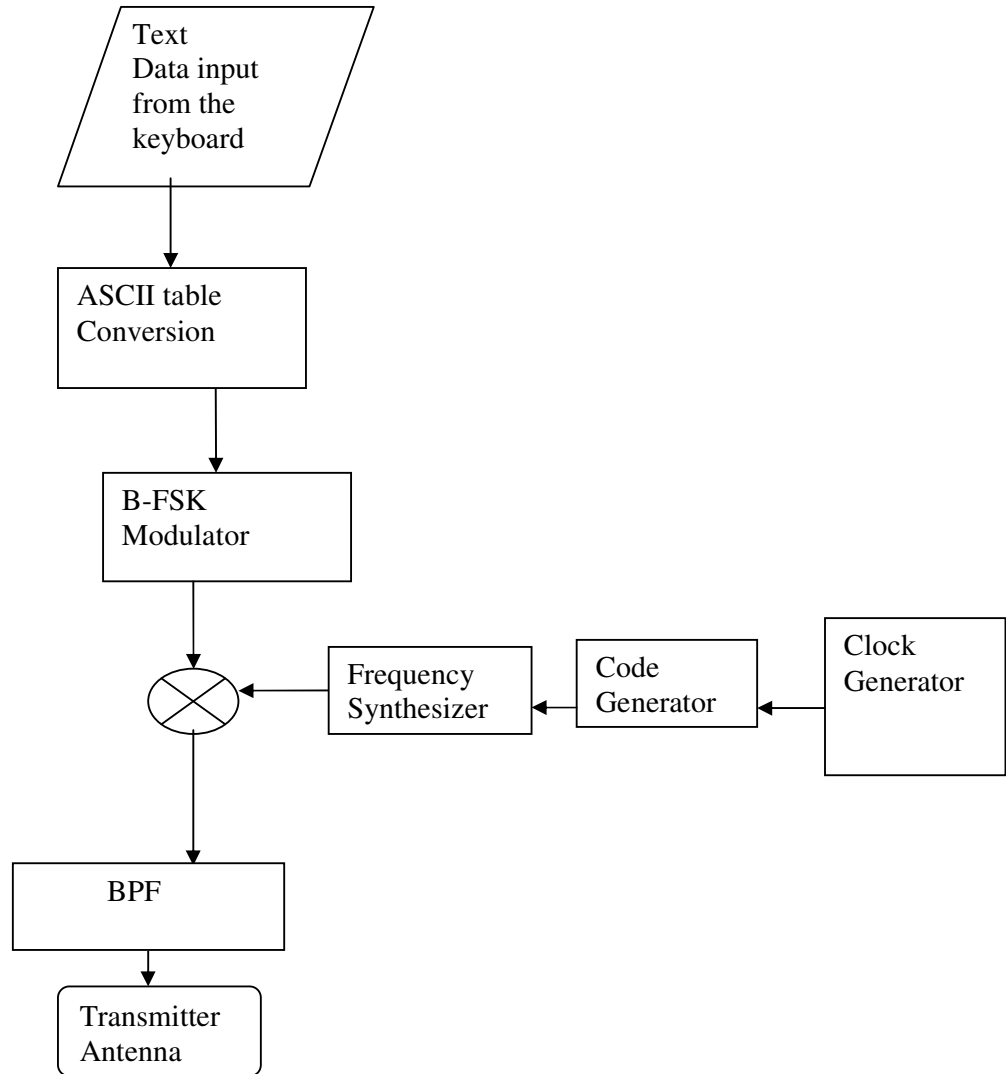 Text
Data input
from the
keyboard
ASCII table
Conversion
B-FSK
Modulator
Frequency
Synthesizer
Code
Generator
Clock
Generator
BPF
Transmitter
Antenna